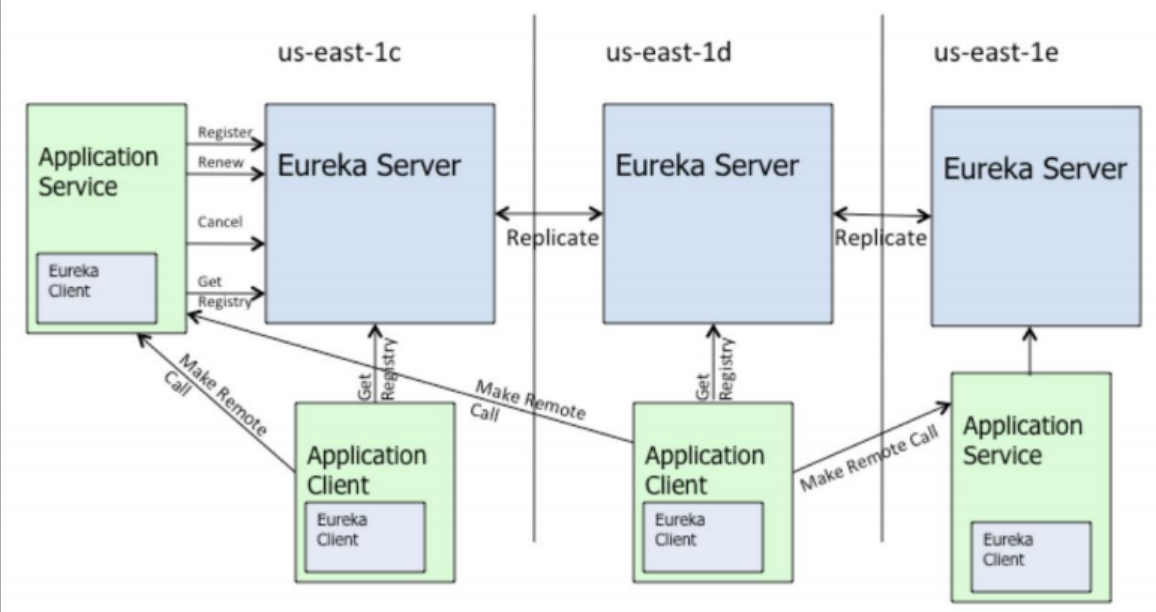 us-east-1c
us-east-1d
us-east-1e
Application
Service
Eureka
Client
Register
Renew
Cancel
Get
Registry
Eureka Server
Replicate
Eureka Server
Replicate
Eureka Server
Make Remote
Call
Get
Registry
Make Remote
Call
Get
Registry
Make Remote Call
Application
Client
Eureka
Client
Application
Client
Eureka
Client
Application
Service
Eureka
Client